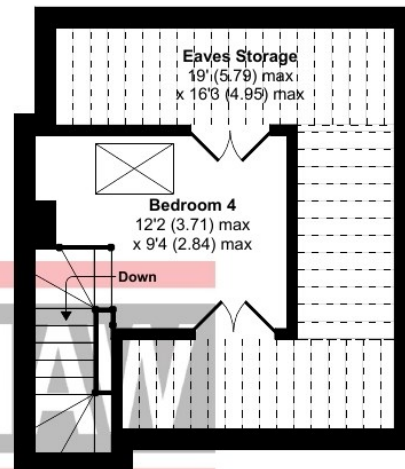 Eaves Storage
19' (5.79) max
x 16'3 (4.95) max
Bedroom 4
12'2 (3.71) max
x 9'4 (2.84) max
Down
AW